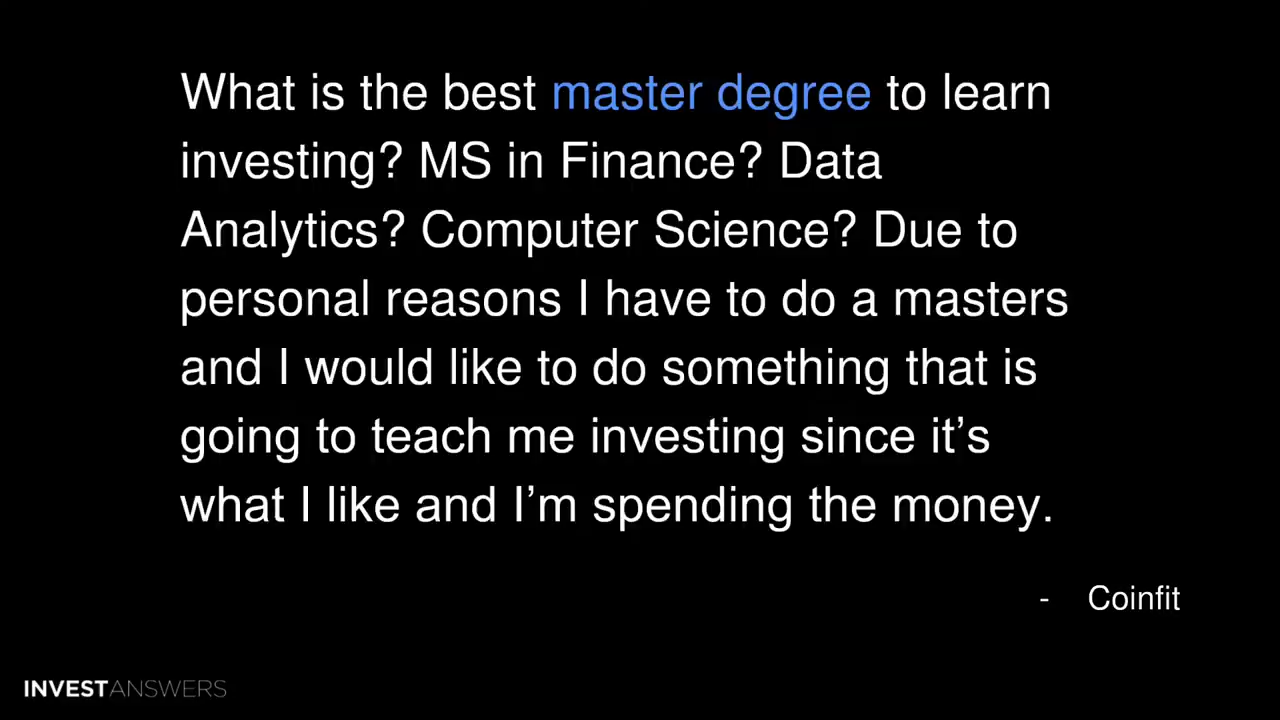 What is the best master degree to learn
investing? MS in Finance? Data
Analytics? Computer Science? Due to
personal reasons I have to do a masters
and I would like to do something that is
going to teach me investing since it’s
what I like and I’m spending the money.
- Coinfit
INVESTANSWERS